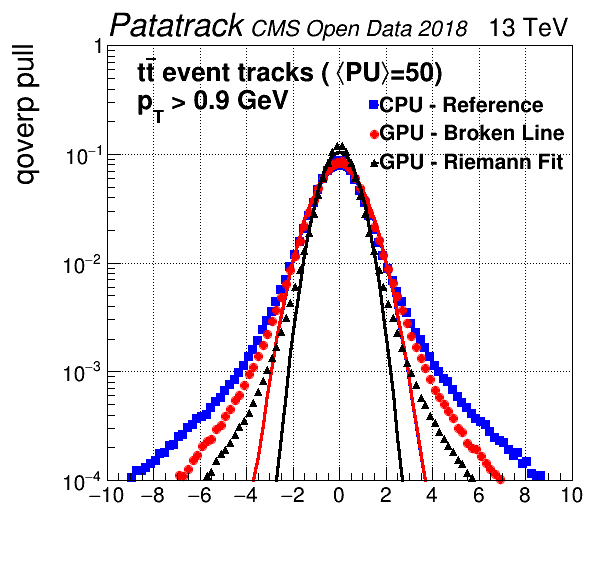 Patatrack CMS Open Data 2018 13 TeV
qoverp pull
tt̄ event tracks ( ⟨PU⟩=50)
p_T > 0.9 GeV
CPU - Reference
GPU - Broken Line
GPU - Riemann Fit
1
10⁻¹
10⁻²
10⁻³
10⁻⁴
−10 −8 −6 −4 −2 0 2 4 6 8 10